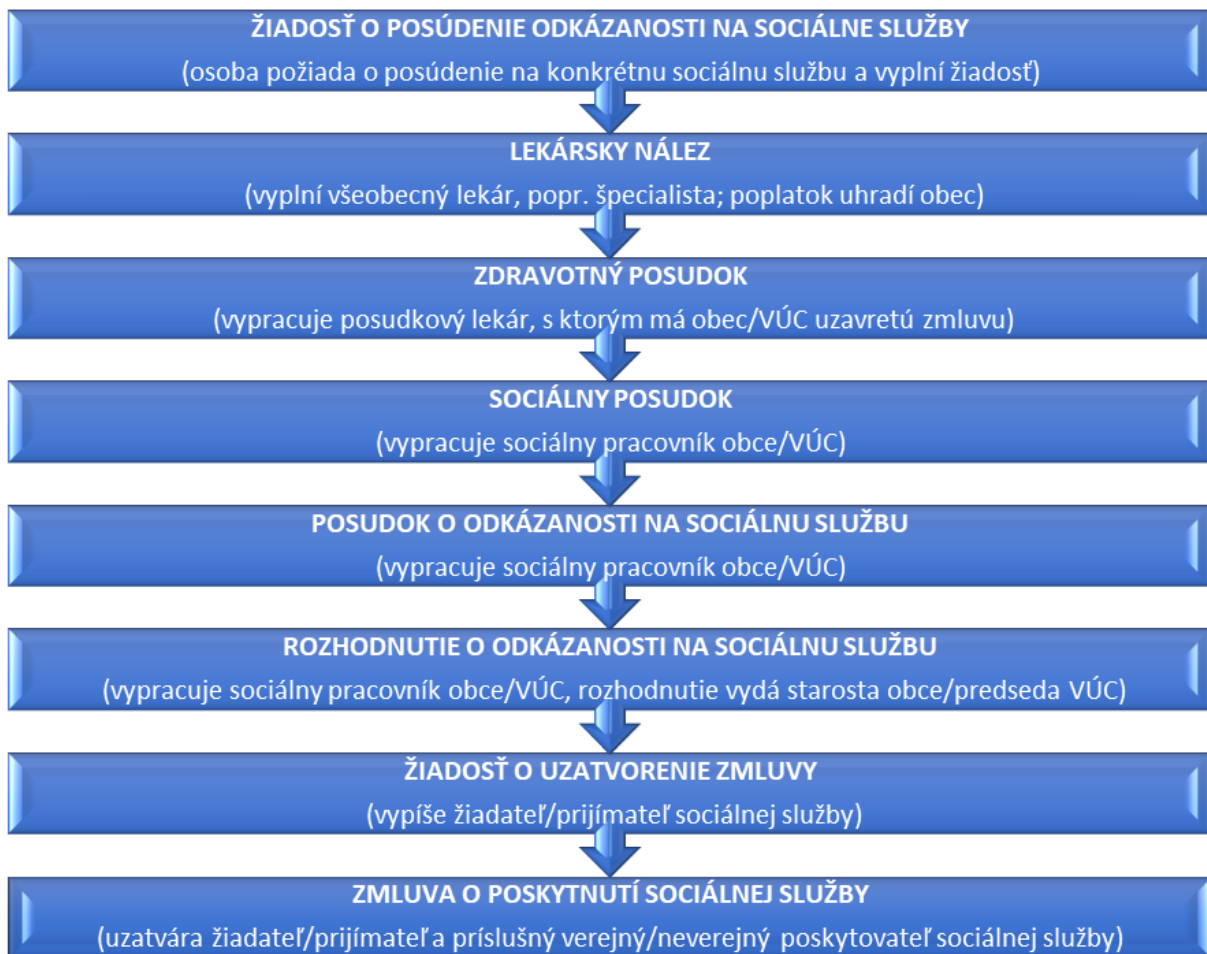 ŽIADOSŤ O POSÚDENIE ODKÁZANOSTI NA SOCIÁLNE SLUŽBY
(osoba požiada o posúdenie na konkrétnu sociálnu službu a vyplní žiadosť)
LEKÁRSKY NÁLEZ
(vyplní všeobecný lekár, popr. špecialista; poplatok uhradí obec)
ZDRAVOTNÝ POSUDOK
(vypracuje posudkový lekár, s ktorým má obec/VÚC uzavretú zmluvu)
SOCIÁLNY POSUDOK
(vypracuje sociálny pracovník obce/VÚC)
POSUDOK O ODKÁZANOSTI NA SOCIÁLNU SLUŽBU
(vypracuje sociálny pracovník obce/VÚC)
ROZHODNUTIE O ODKÁZANOSTI NA SOCIÁLNU SLUŽBU
(vypracuje sociálny pracovník obce/VÚC, rozhodnutie vydá starosta obce/predseda VÚC)
ŽIADOSŤ O UZATVORENIE ZMLUVY
(vypíše žiadateľ/prijímateľ sociálnej služby)
ZMLUVA O POSKYTNUTÍ SOCIÁLNEJ SLUŽBY
(uzatvára žiadateľ/prijímateľ a príslušný verejný/neverejný poskytovateľ sociálnej služby)